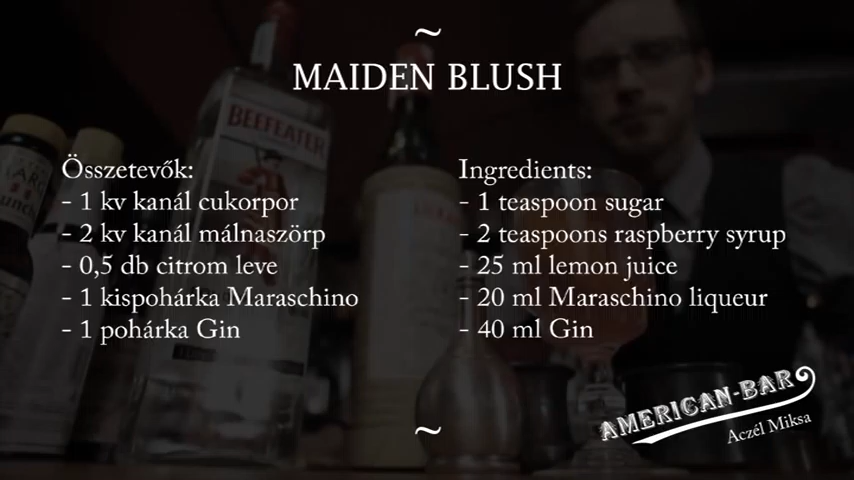 ~
MAIDEN BLUSH
Összetevők:
- 1 kv kanál cukorpor
- 2 kv kanál málnaszörp
- 0,5 db citrom leve
- 1 kispohárka Maraschino
- 1 pohárka Gin
Ingredients:
- 1 teaspoon sugar
- 2 teaspoons raspberry syrup
- 25 ml lemon juice
- 20 ml Maraschino liqueur
- 40 ml Gin
~
AMERICAN-BAR
Aczél Miksa
BEEFEATER